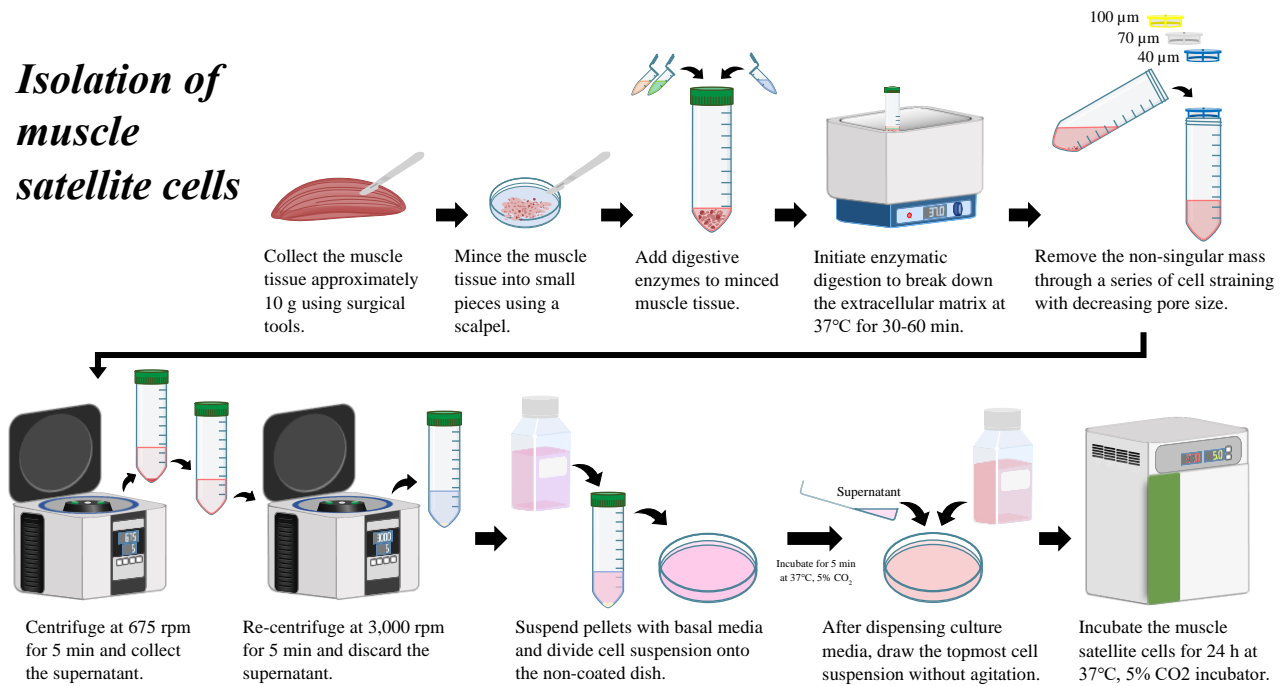 Isolation of
muscle
satellite cells
100 µm
70 µm
40 µm
37.0
Collect the muscle
tissue approximately
10 g using surgical
tools.
Mince the muscle
tissue into small
pieces using a
scalpel.
Add digestive
enzymes to minced
muscle tissue.
Initiate enzymatic
digestion to break down
the extracellular matrix at
37℃ for 30-60 min.
Remove the non-singular mass
through a series of cell straining
with decreasing pore size.
675
5
3000
5
Supernatant
Incubate for 5 min
at 37℃, 5% CO₂
5.0
Centrifuge at 675 rpm
for 5 min and collect
the supernatant.
Re-centrifuge at 3,000 rpm
for 5 min and discard the
supernatant.
Suspend pellets with basal media
and divide cell suspension onto
the non-coated dish.
After dispensing culture
media, draw the topmost cell
suspension without agitation.
Incubate the muscle
satellite cells for 24 h at
37℃, 5% CO2 incubator.